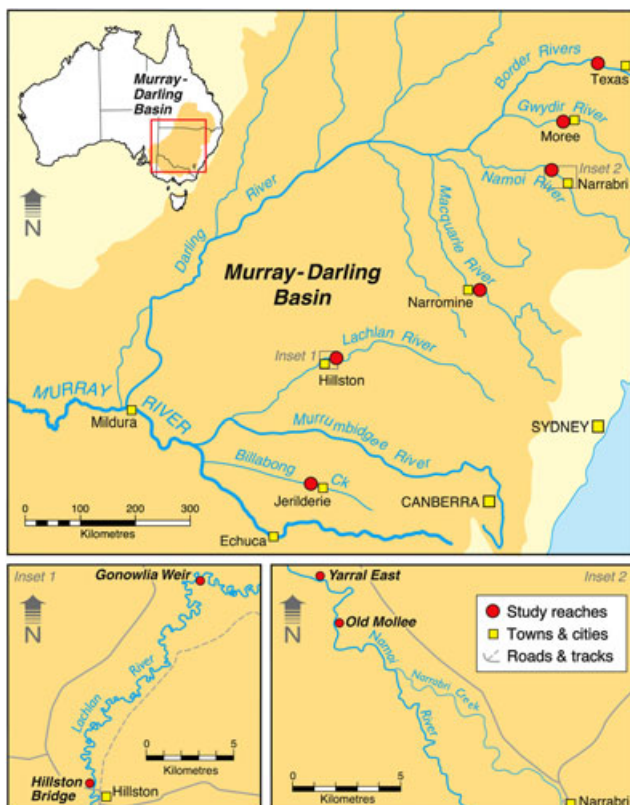 Murray-
Darling
Basin
N
Border Rivers
Texas
Gwydir River
Moree
Inset 2
Namoi River
Narrabri
Darling River
Macquarie River
Murray-Darling
Basin
Narromine
Lachlan River
Inset 1
Hillston
MURRAY RIVER
Mildura
Murrumbidgee River
SYDNEY
Billabong Ck
Jerilderie
CANBERRA
0 100 200 300
Kilometres
Echuca
Inset 1
Gonowlia Weir
N
Lachlan River
0 5
Kilometres
Hillston
Bridge
Hillston
Inset 2
Yarral East
Old Mollee
Study reaches
Towns & cities
Roads & tracks
N
Namoi River
Narrabri Creek
0 5
Kilometres
Narrabri